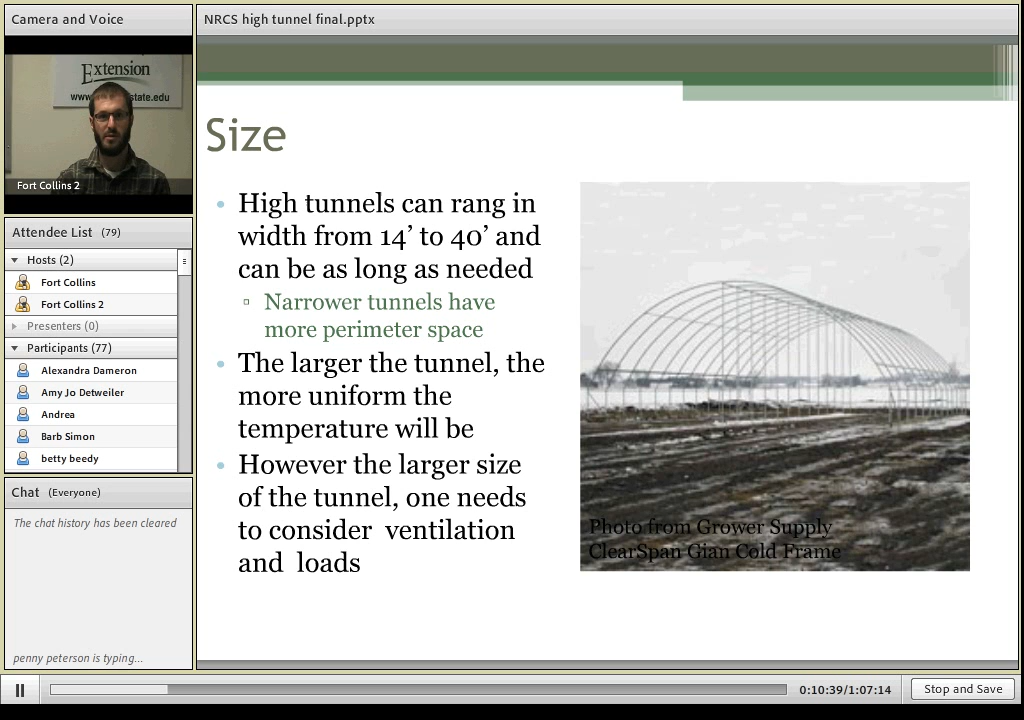 Camera and Voice
Extension
www.
state.edu
Fort Collins 2
Attendee List (79)
Hosts (2)
Fort Collins
Fort Collins 2
Presenters (0)
Participants (77)
Alexandra Dameron
Amy Jo Detweiler
Andrea
Barb Simon
betty beedy
Chat (Everyone)
The chat history has been cleared
penny peterson is typing...
NRCS high tunnel final.pptx
Size
• High tunnels can rang in
width from 14’ to 40’ and
can be as long as needed
▫ Narrower tunnels have
more perimeter space
• The larger the tunnel, the
more uniform the
temperature will be
• However the larger size
of the tunnel, one needs
to consider ventilation
and loads
Photo from Grower Supply
ClearSpan Gian Cold Frame
0:10:39/1:07:14
Stop and Save